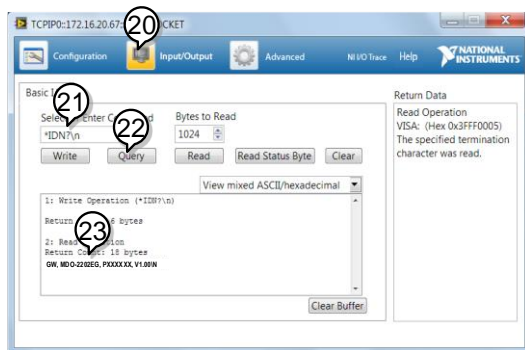 TCPIP0::172.16.20.67: 20 CKET
Configuration Input/Output Advanced NI I/O Trace Help NATIONAL INSTRUMENTS
Basic I
21
Enter C d
Bytes to Read
*IDN?\n
22
1024
Write Query Read Read Status Byte Clear
View mixed ASCII/hexadecimal
1: Write Operation (*IDN?\n)
Return 6 bytes
23
2: Read ion
Return Count: 18 bytes
GW, MDO-2202EG, PXXXXXX, V1.00\N
Clear Buffer
Return Data
Read Operation
VISA: (Hex 0x3FFF0005)
The specified termination
character was read.